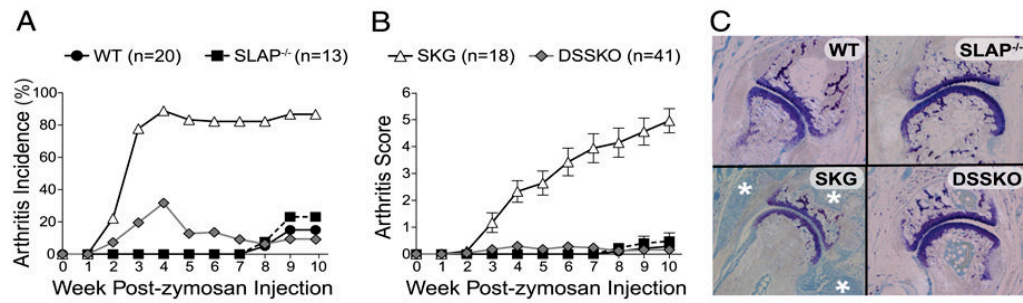 A
B
C
WT (n=20) SLAP-/- (n=13) SKG (n=18) DSSKO (n=41)
Arthritis Incidence (%)
100
80
60
40
20
0
0 1 2 3 4 5 6 7 8 9 10
Week Post-zymosan Injection
Arthritis Score
6
5
4
3
2
1
0
0 1 2 3 4 5 6 7 8 9 10
Week Post-zymosan Injection
WT
SLAP-/-
SKG
* *
*
DSSKO